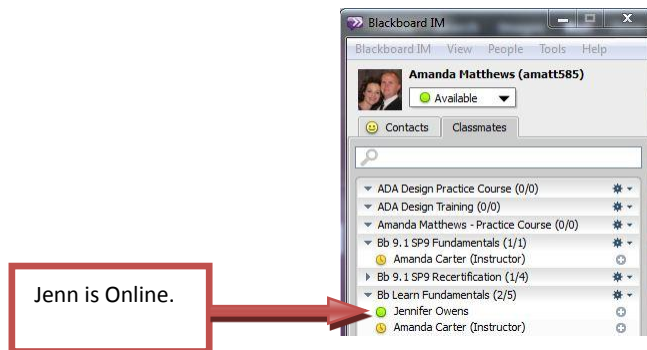 Blackboard IM
Blackboard IM View People Tools Help
Amanda Matthews (amatt585)
Available
Contacts Classmates
ADA Design Practice Course (0/0)
ADA Design Training (0/0)
Amanda Matthews - Practice Course (0/0)
Bb 9.1 SP9 Fundamentals (1/1)
Amanda Carter (Instructor)
Bb 9.1 SP9 Recertification (1/4)
Bb Learn Fundamentals (2/5)
Jennifer Owens
Amanda Carter (Instructor)
Jenn is Online.